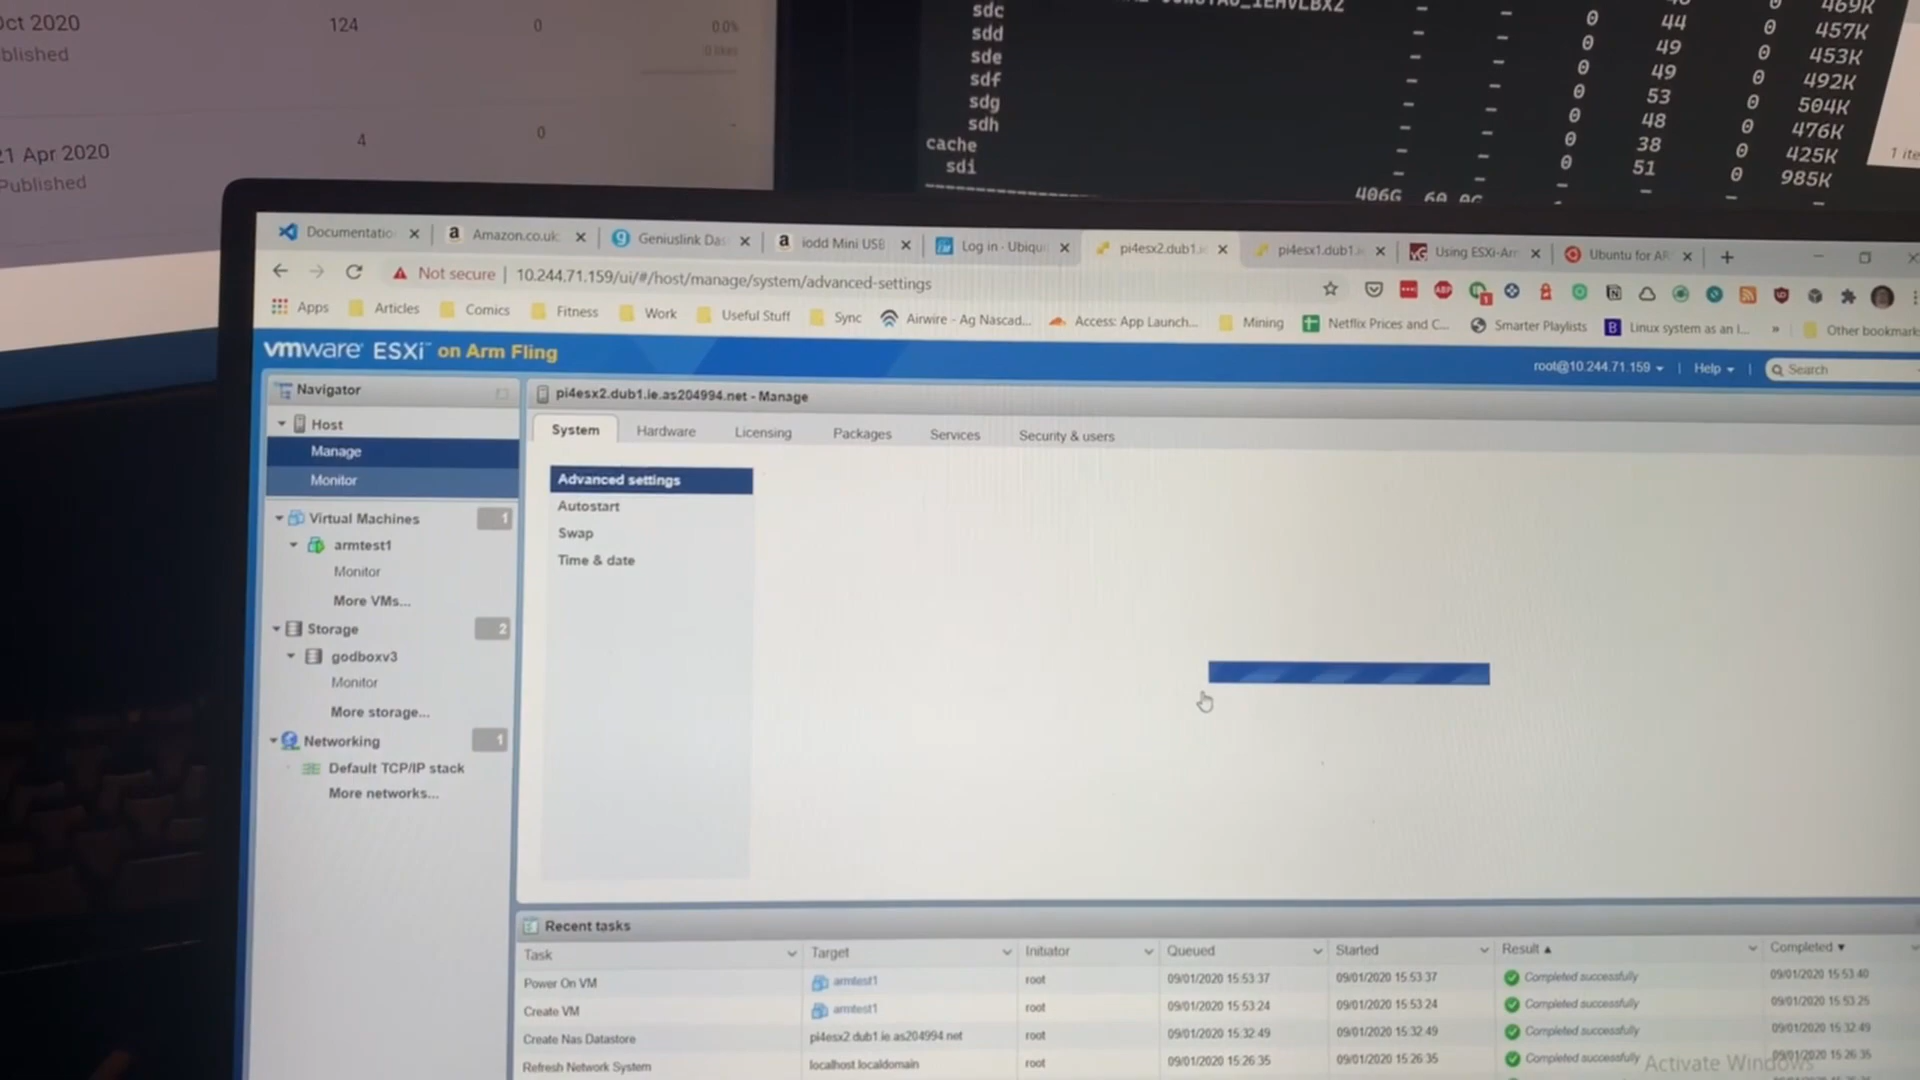 Oct 2020 124 0 0.0%
blished 0 likes
21 Apr 2020 4 0 -
Published
sdc - - 0 44 0 469K
sdd - - 0 49 0 457K
sde - - 0 49 0 453K
sdf - - 0 53 0 492K
sdg - - 0 48 0 504K
sdh - - 0 38 0 476K
cache - - 0 51 0 425K
sdi - - - - 985K
406G
1 ite
Documentatio Amazon.co.uk Geniuslink Das iodd Mini USB Log in - Ubiqu pi4esx2.dub1.i pi4esx1.dub1.i Using ESXi-Arm Ubuntu for AR
Not secure | 10.244.71.159/ui/#/host/manage/system/advanced-settings
Apps Articles Comics Fitness Work Useful Stuff Sync Airwire - Ag Nascad... Access: App Launch... Mining Netflix Prices and C... Smarter Playlists Linux system as an i... » Other bookmarks
vmware ESXi™ on Arm Fling root@10.244.71.159 | Help | Search
Navigator
pi4esx2.dub1.ie.as204994.net - Manage
Host
Manage
Monitor
Virtual Machines 1
armtest1
Monitor
More VMs...
Storage 2
godboxv3
Monitor
More storage...
Networking 1
Default TCP/IP stack
More networks...
System Hardware Licensing Packages Services Security & users
Advanced settings
Autostart
Swap
Time & date
Recent tasks
Task Target Initiator Queued Started Result ▲ Completed ▼
Power On VM armtest1 root 09/01/2020 15:53:37 09/01/2020 15:53:37 Completed successfully 09/01/2020 15:53:40
Create VM armtest1 root 09/01/2020 15:53:24 09/01/2020 15:53:24 Completed successfully 09/01/2020 15:53:25
Create Nas Datastore pi4esx2.dub1.ie.as204994.net root 09/01/2020 15:32:49 09/01/2020 15:32:49 Completed successfully 09/01/2020 15:32:49
Refresh Network System localhost.localdomain root 09/01/2020 15:26:35 09/01/2020 15:26:35 Completed successfully 09/01/2020 15:26:35
Activate Windows